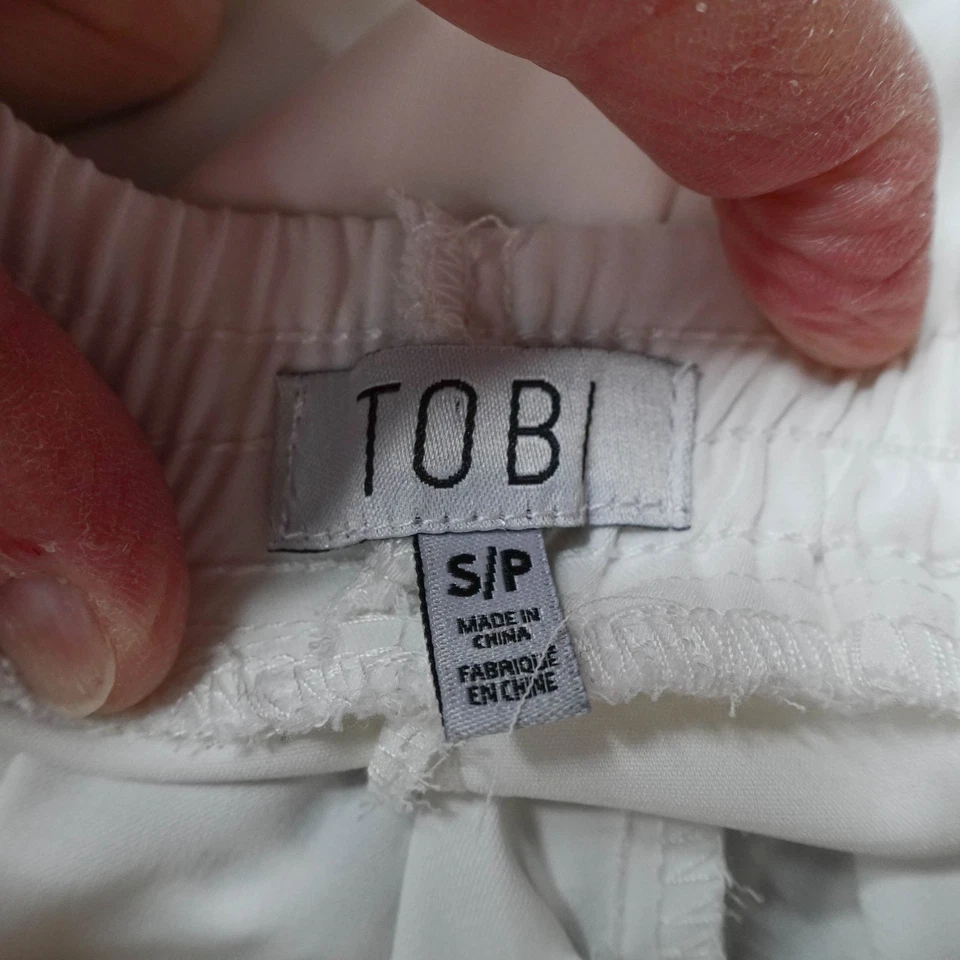 TOBI
S/P
MADE IN
CHINA
FABRIQUÉ
EN CHINE